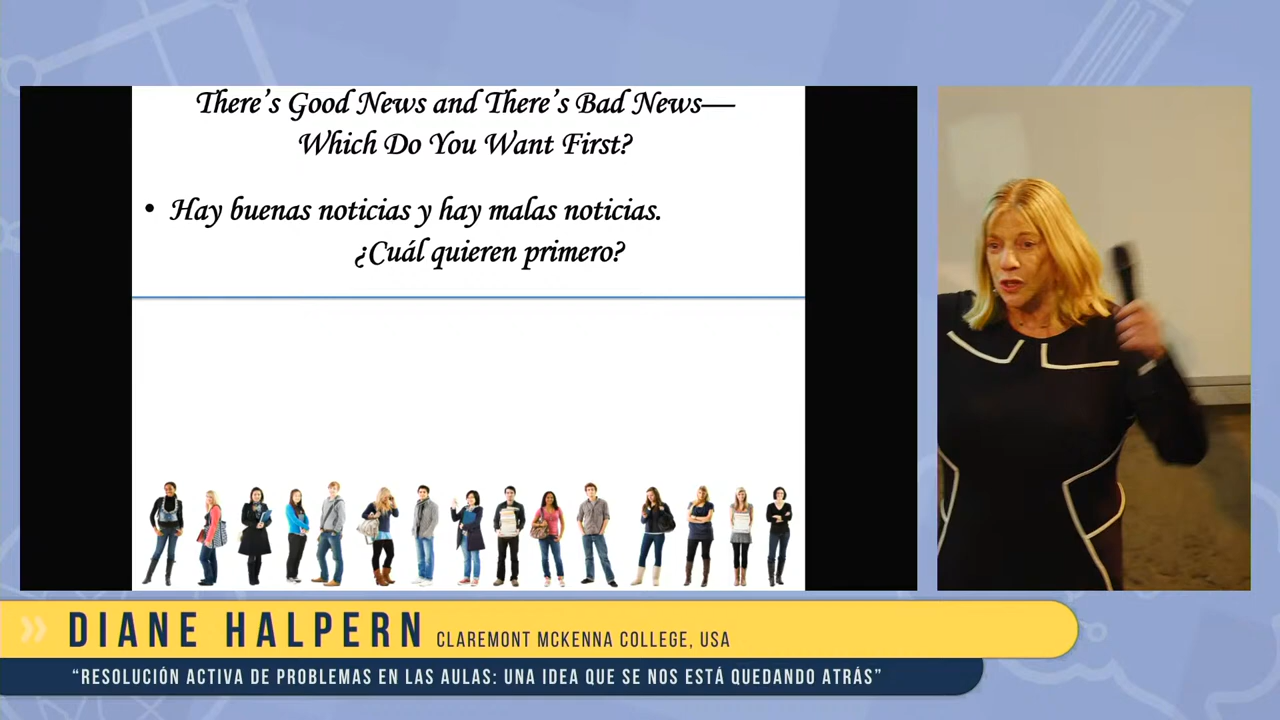 There's Good News and There's Bad News—
Which Do You Want First?
• Hay buenas noticias y hay malas noticias.
¿Cuál quieren primero?
DIANE HALPERN CLAREMONT MCKENNA COLLEGE, USA
“RESOLUCIÓN ACTIVA DE PROBLEMAS EN LAS AULAS: UNA IDEA QUE SE NOS ESTÁ QUEDANDO ATRÁS”